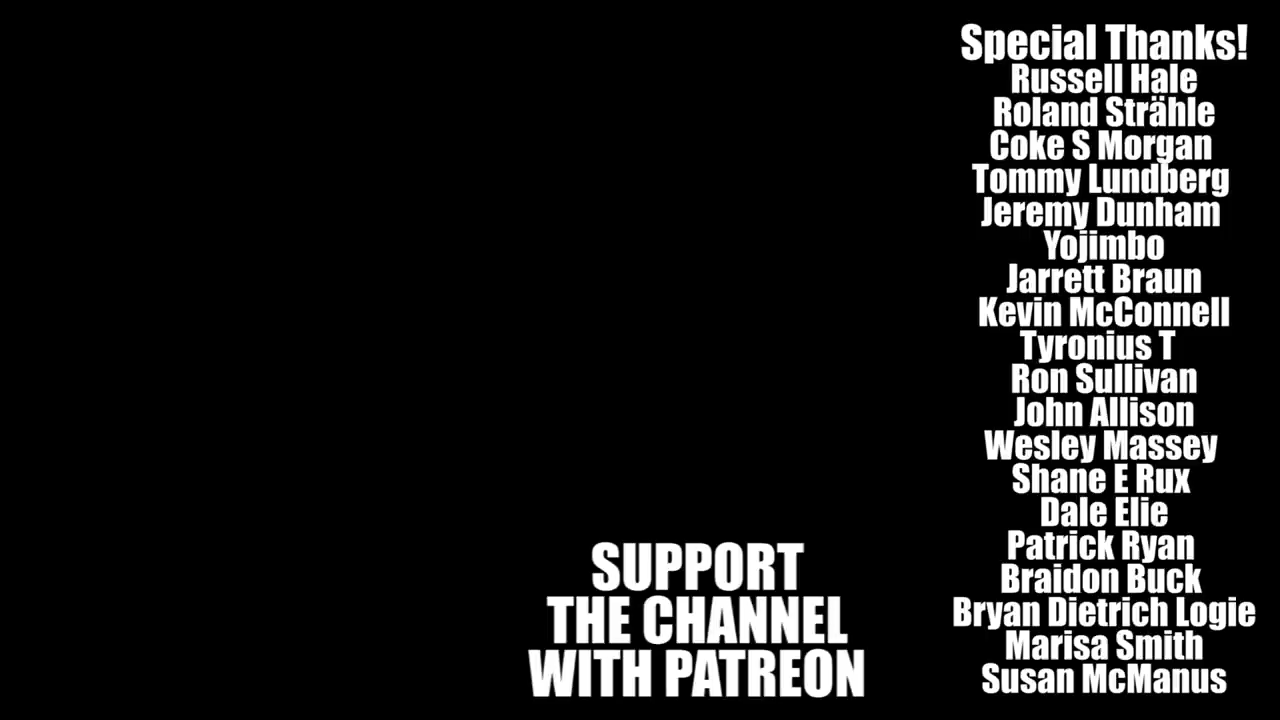 Special Thanks!
Russell Hale
Roland Strähle
Coke S Morgan
Tommy Lundberg
Jeremy Dunham
Yojimbo
Jarrett Braun
Kevin McConnell
Tyronius T
Ron Sullivan
John Allison
Wesley Massey
Shane E Rux
Dale Elie
Patrick Ryan
Braidon Buck
Bryan Dietrich Logie
Marisa Smith
Susan McManus
SUPPORT
THE CHANNEL
WITH PATREON